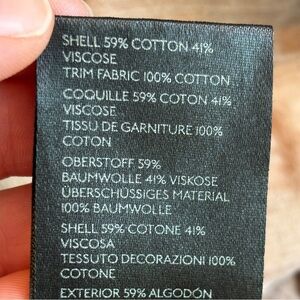 SHELL 59% COTTON 41%
VISCOSE
TRIM FABRIC 100% COTTON
COQUILLE 59% COTON 41%
VISCOSE
TISSU DE GARNITURE 100%
COTON
OBERSTOFF 59%
BAUMWOLLE 41% VISKOSE
ÜBERSCHÜSSIGES MATERIAL
100% BAUMWOLLE
SHELL 59% COTONE 41%
VISCOSA
TESSUTO DECORAZIONI 100%
COTONE
EXTERIOR 59% ALGODÓN